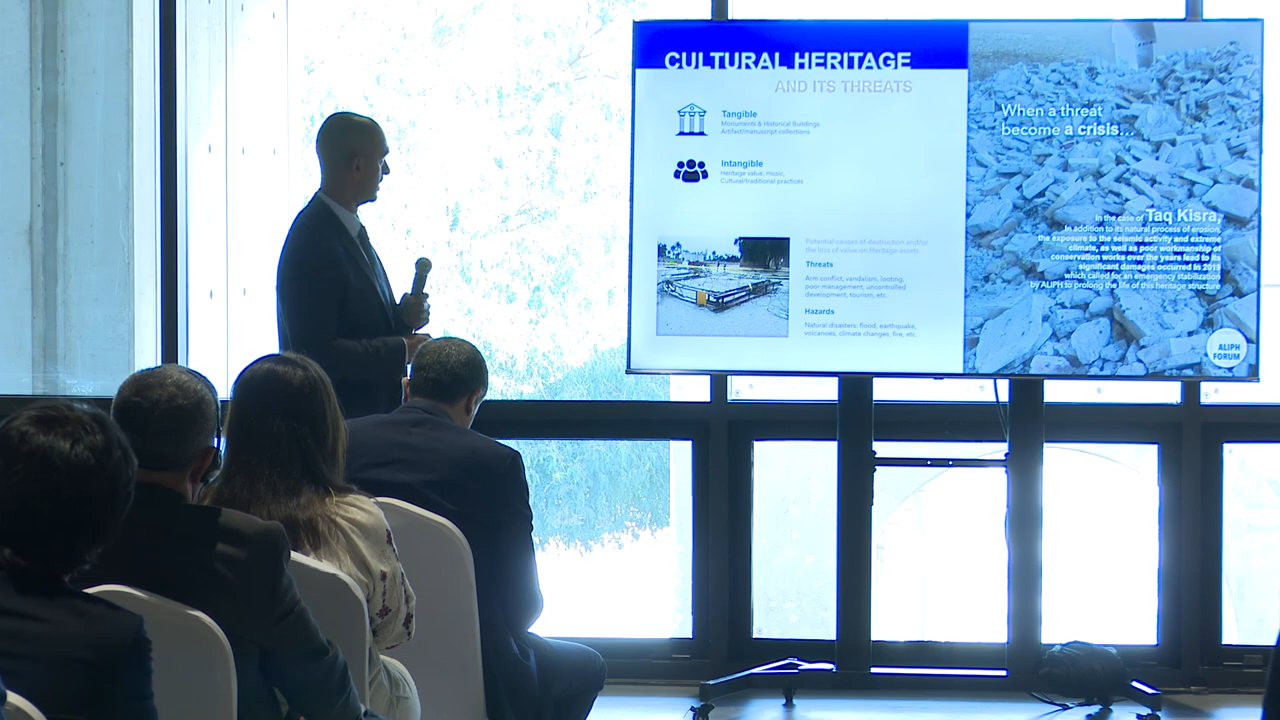 CULTURAL HERITAGE
AND ITS THREATS
Tangible
Monuments & Historical Buildings
Artifact/manuscript collections
Intangible
Heritage value, music,
Cultural/traditional practices
Potential causes of destruction and/or
the loss of value on Heritage assets
Threats
Arm conflict, vandalism, looting,
poor management, uncontrolled
development, tourism, etc.
Hazards
Natural disasters: flood, earthquake,
volcanoes, climate changes, fire, etc.
When a threat
become a crisis...
In the case of Taq Kisra,
In addition to its natural process of erosion,
the exposure to the seismic activity and extreme
climate, as well as poor workmanship of
conservation works over the years lead to its
significant damages occurred in 2019
which called for an emergency stabilization
by ALIPH to prolong the life of this heritage structure
ALIPH
FORUM